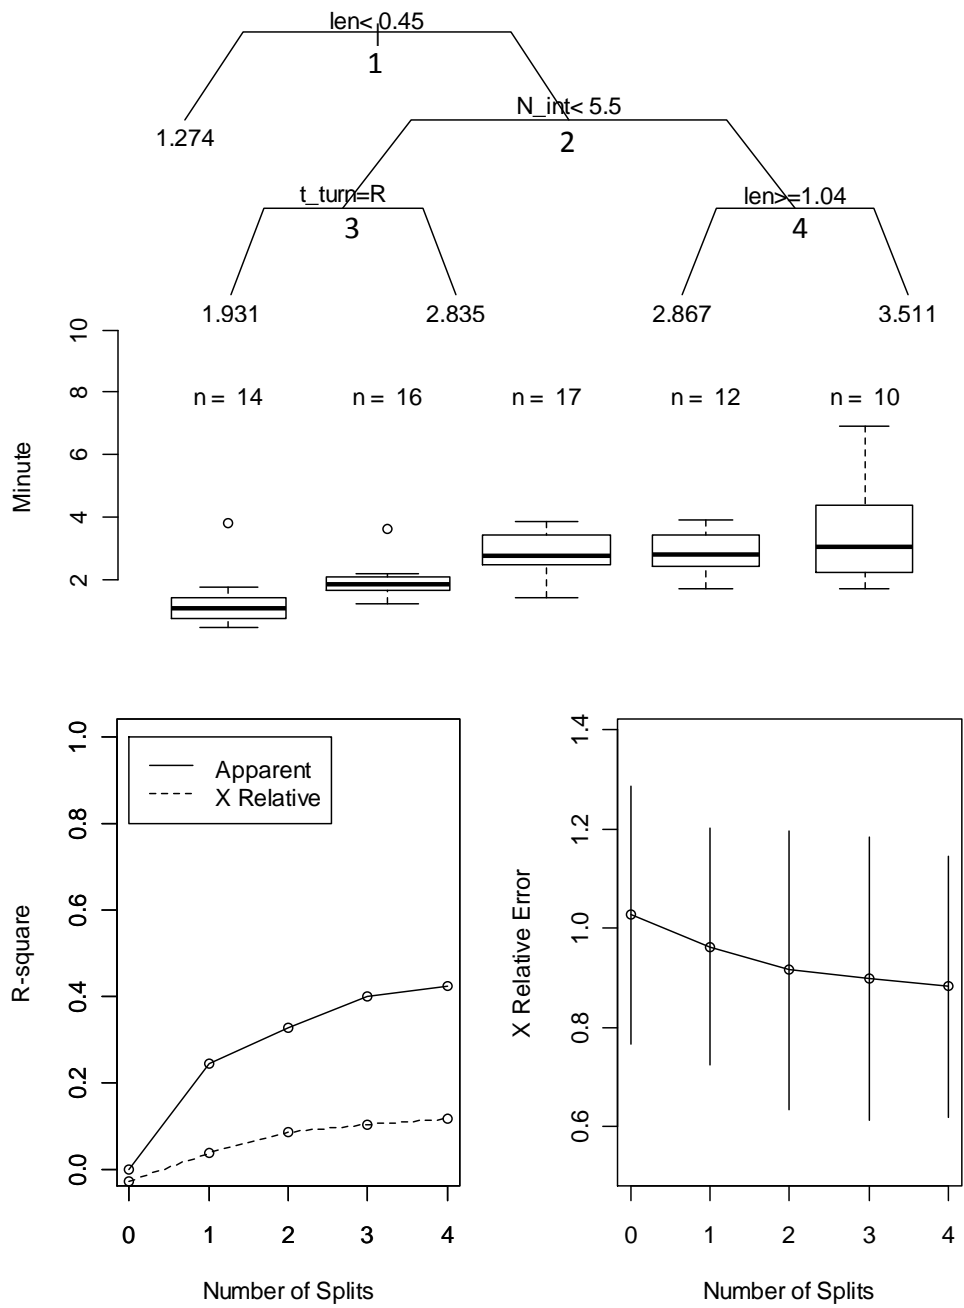 len< 0.45
1
N_int< 5.5
1.274
2
t_turn=R
len>=1.04
3
4
1.931
2.835
2.867
3.511
10
8
6
4
2
Minute
n = 14
n = 16
n = 17
n = 12
n = 10
1.0
0.8
0.6
0.4
0.2
0.0
R-square
Apparent
X Relative
0 1 2 3 4
Number of Splits
1.4
1.2
1.0
0.8
0.6
X Relative Error
0 1 2 3 4
Number of Splits